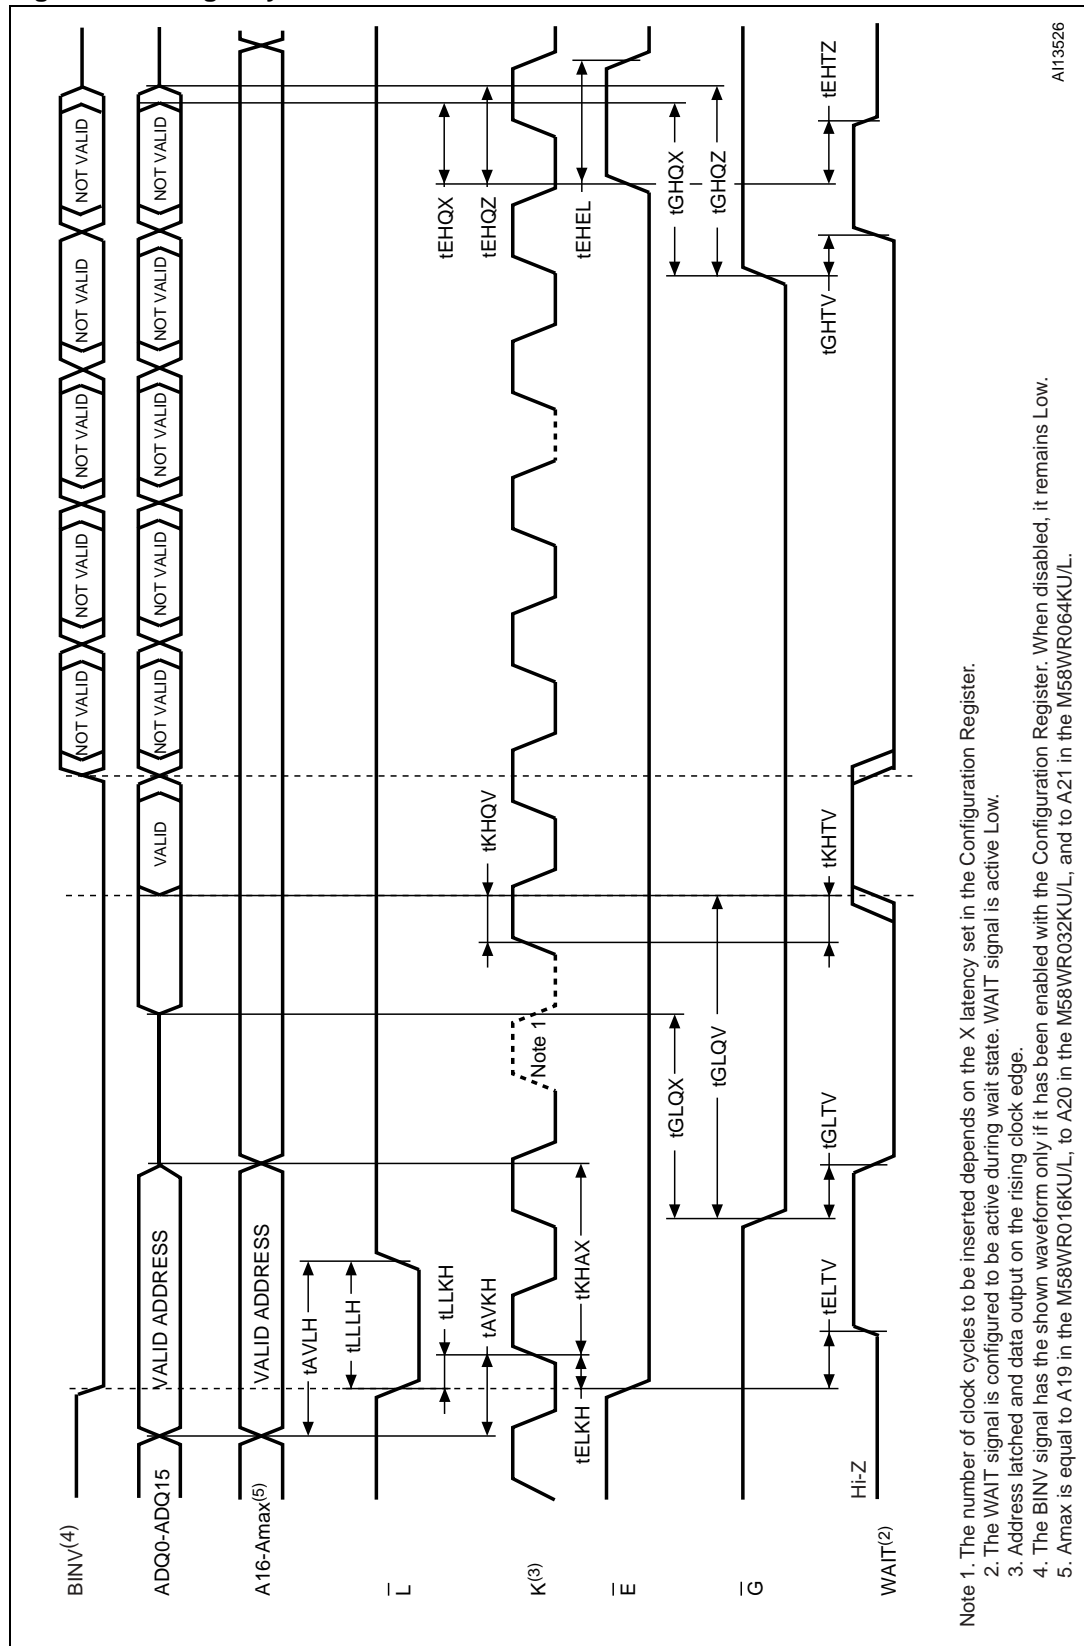 BINV(4)
NOT VALID
NOT VALID
NOT VALID
NOT VALID
NOT VALID
ADQ0-ADQ15
VALID ADDRESS
VALID
NOT VALID
NOT VALID
NOT VALID
NOT VALID
NOT VALID
A16-Amax(5)
VALID ADDRESS
tAVLH
tLLLH
L
tLLKH
tEHQX
tAVKH
tKHQV
tEHQZ
K(3)
Note 1
tELKH
tKHAX
tEHEL
E
tGLQX
tGHQX
tGLQV
tGHQZ
G
tELTV
tGLTV
tKHTV
tGHTV
tEHTZ
Hi-Z
WAIT(2)
Note 1. The number of clock cycles to be inserted depends on the X latency set in the Configuration Register.
2. The WAIT signal is configured to be active during wait state. WAIT signal is active Low.
3. Address latched and data output on the rising clock edge.
4. The BINV signal has the shown waveform only if it has been enabled with the Configuration Register. When disabled, it remains Low.
5. Amax is equal to A19 in the M58WR016KU/L, to A20 in the M58WR032KU/L, and to A21 in the M58WR064KU/L.
AI13526